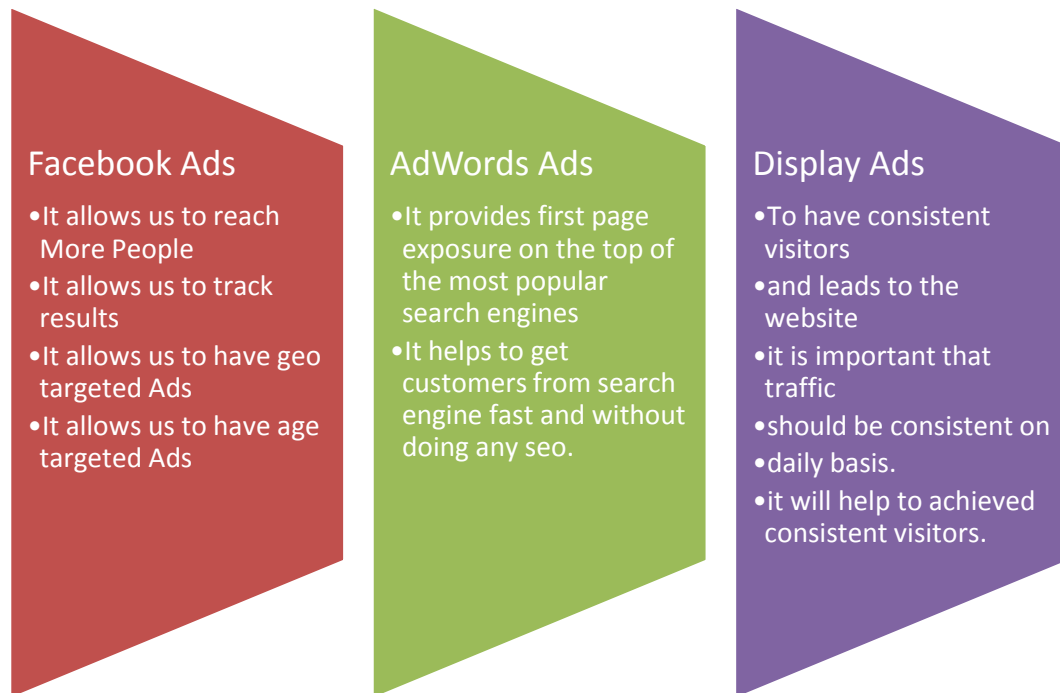 Facebook Ads
•It allows us to reach
More People
•It allows us to track
results
•It allows us to have geo
targeted Ads
•It allows us to have age
targeted Ads
AdWords Ads
•It provides first page
exposure on the top of
the most popular
search engines
•It helps to get
customers from search
engine fast and without
doing any seo.
Display Ads
•To have consistent
visitors
•and leads to the
website
•it is important that
traffic
•should be consistent on
•daily basis.
•it will help to achieved
consistent visitors.